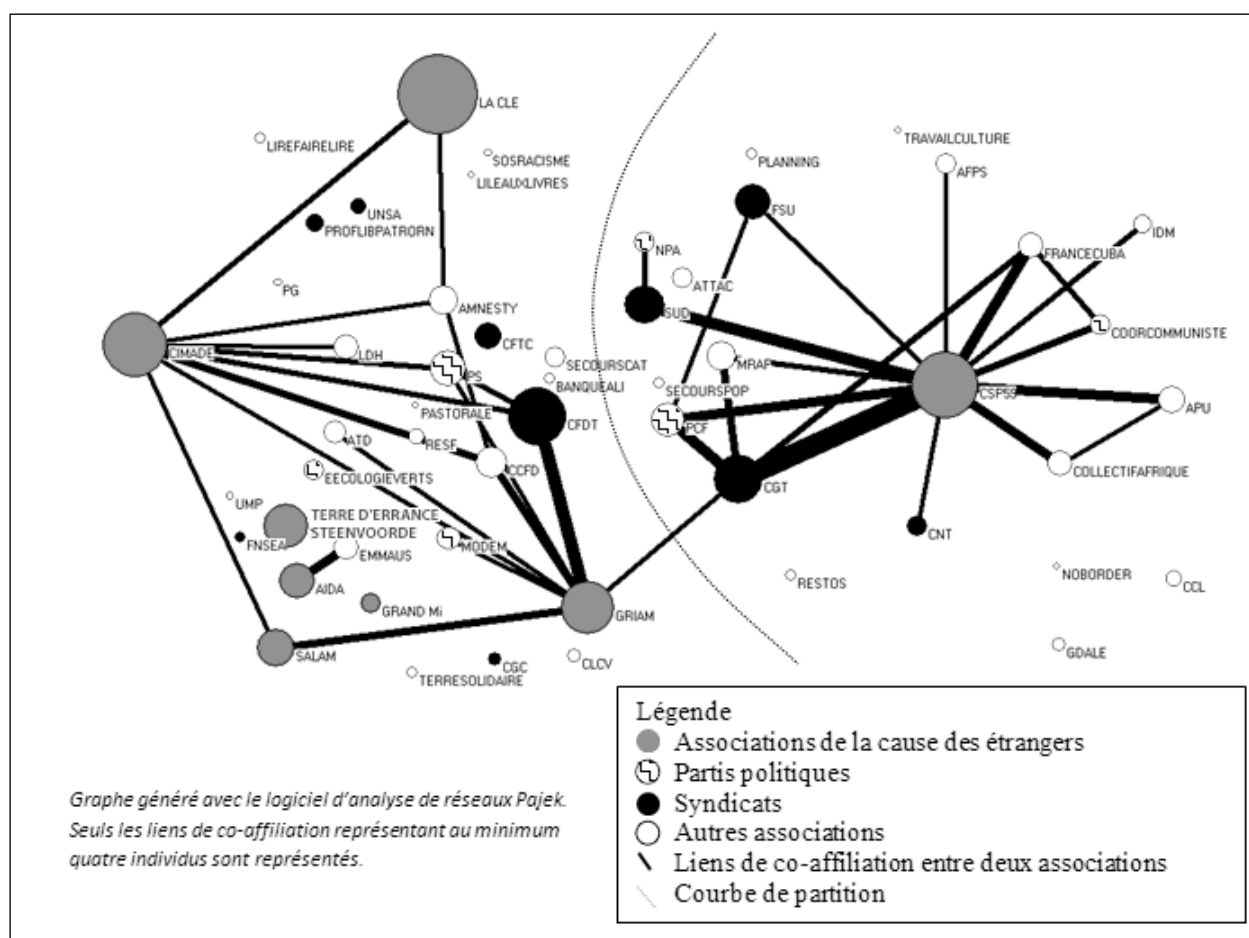 LA CLE
TRAVAILCULTURE
LIREFAIRELIRE
SOSRACISME
PLANNING
AFPS
LILEAUXLIVRES
UNSA
FSU
PROFLIBPATRORN
IDM
NPA
FRANCECUBA
PG
ATTAC
AMNESTY
SUD
COORCOMMUNISTE
CFTC
CIMADE
LDH
SECOURSCAT
MRAP
PS
BANQUEALI
SECOURSPOP
CSP59
PASTORALE
CFDT
PCF
APU
ATD
RESF
CCFD
COLLECTIFAFRIQUE
EECOLOGIEVERTS
CGT
UMP
TERRE D'ERRANCE
STEENVOORDE
FNSEA
MODEM
CNT
EMMAUS
AIDA
RESTOS
NOBORDER
CCL
GRAND Mi
GRIAM
SALAM
CGC
CLCV
GDALE
TERRESOLIDAIRE
Légende
Associations de la cause des étrangers
Partis politiques
Syndicats
Autres associations
Liens de co-affiliation entre deux associations
Courbe de partition
Graphe généré avec le logiciel d'analyse de réseaux Pajek.
Seuls les liens de co-affiliation représentant au minimum
quatre individus sont représentés.